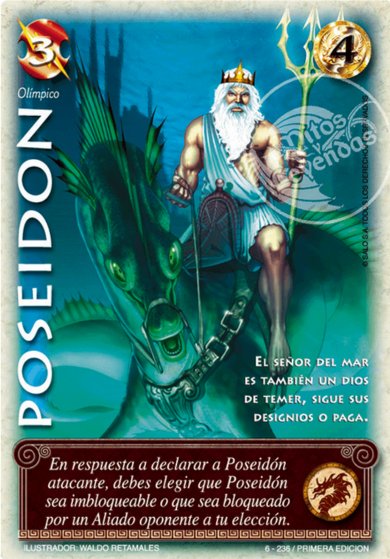 3
4
Olímpico
POSEIDON
Mitos
y
Leyendas
EL SEÑOR DEL MAR
ES TAMBIÉN UN DIOS
DE TEMER, SIGUE SUS
DESIGNIOS O PAGA.
En respuesta a declarar a Poseidón
atacante, debes elegir que Poseidón
sea imbloqueable o que sea bloqueado
por un Aliado oponente a tu elección.
ILUSTRADOR: WALDO RETAMALES
6 - 236 / PRIMERA EDICION